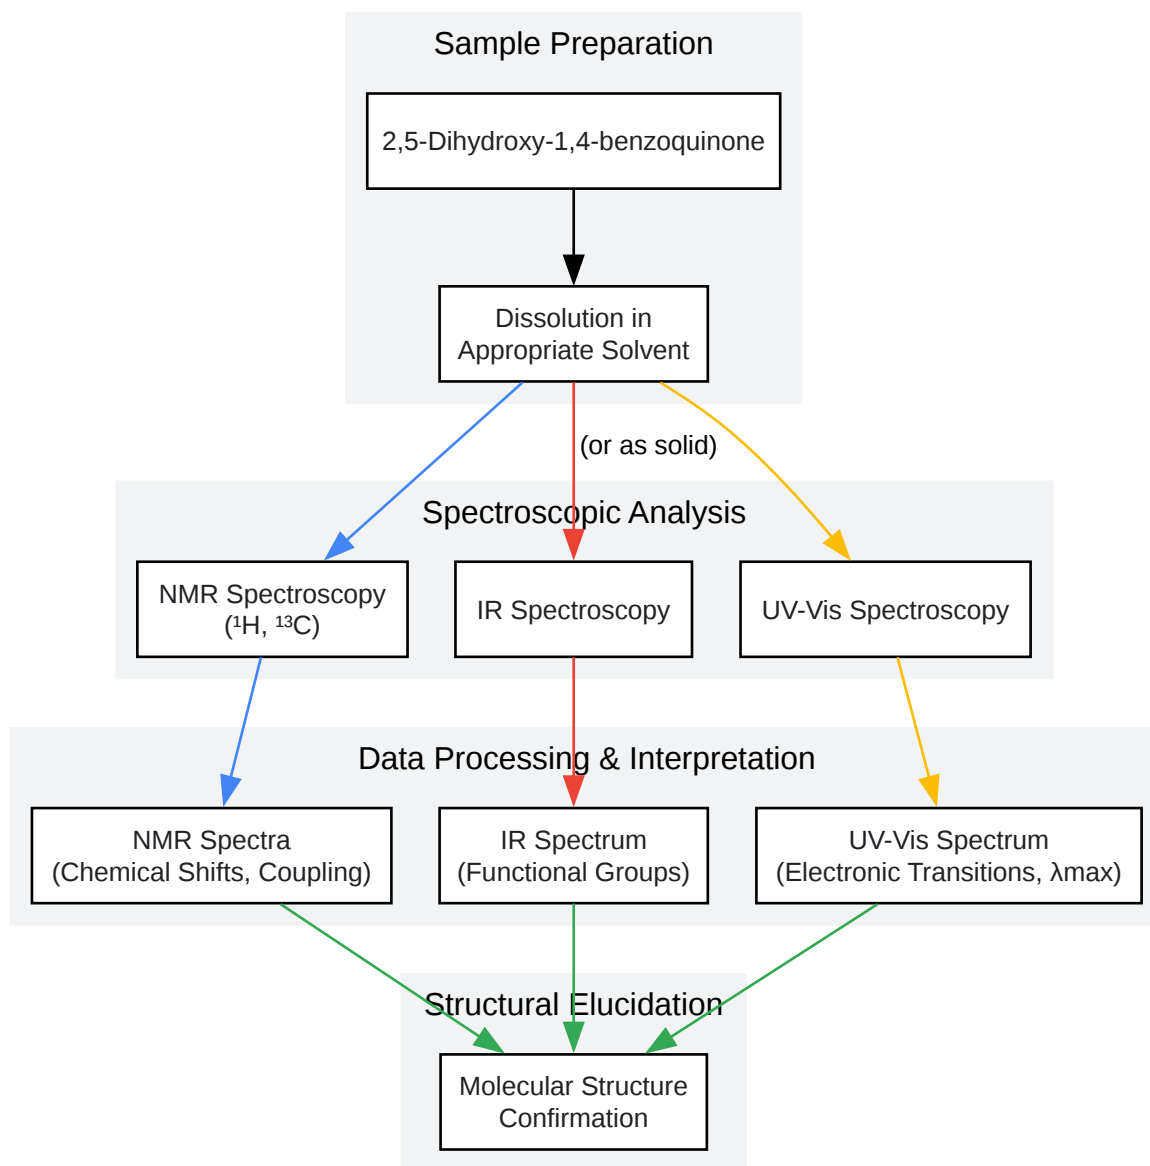 Sample Preparation
2,5-Dihydroxy-1,4-benzoquinone
Dissolution in
Appropriate Solvent
(or as solid)
Spectroscopic Analysis
NMR Spectroscopy
(¹H, ¹³C)
IR Spectroscopy
UV-Vis Spectroscopy
Data Processing & Interpretation
NMR Spectra
(Chemical Shifts, Coupling)
IR Spectrum
(Functional Groups)
UV-Vis Spectrum
(Electronic Transitions, λmax)
Structural Elucidation
Molecular Structure
Confirmation